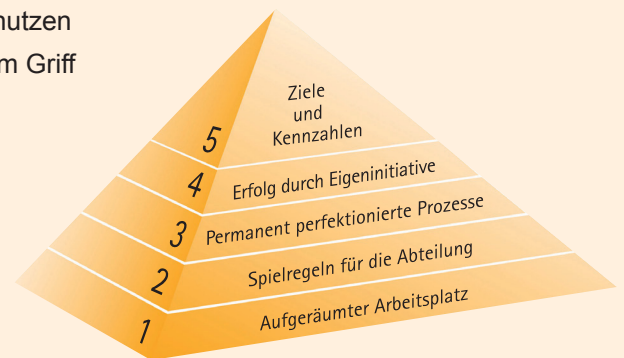 nutzen
m Griff
Ziele
und
Kennzahlen
5
4
Erfolg durch Eigeninitiative
3
Permanent perfektionierte Prozesse
2
Spielregeln für die Abteilung
1
Aufgeräumter Arbeitsplatz